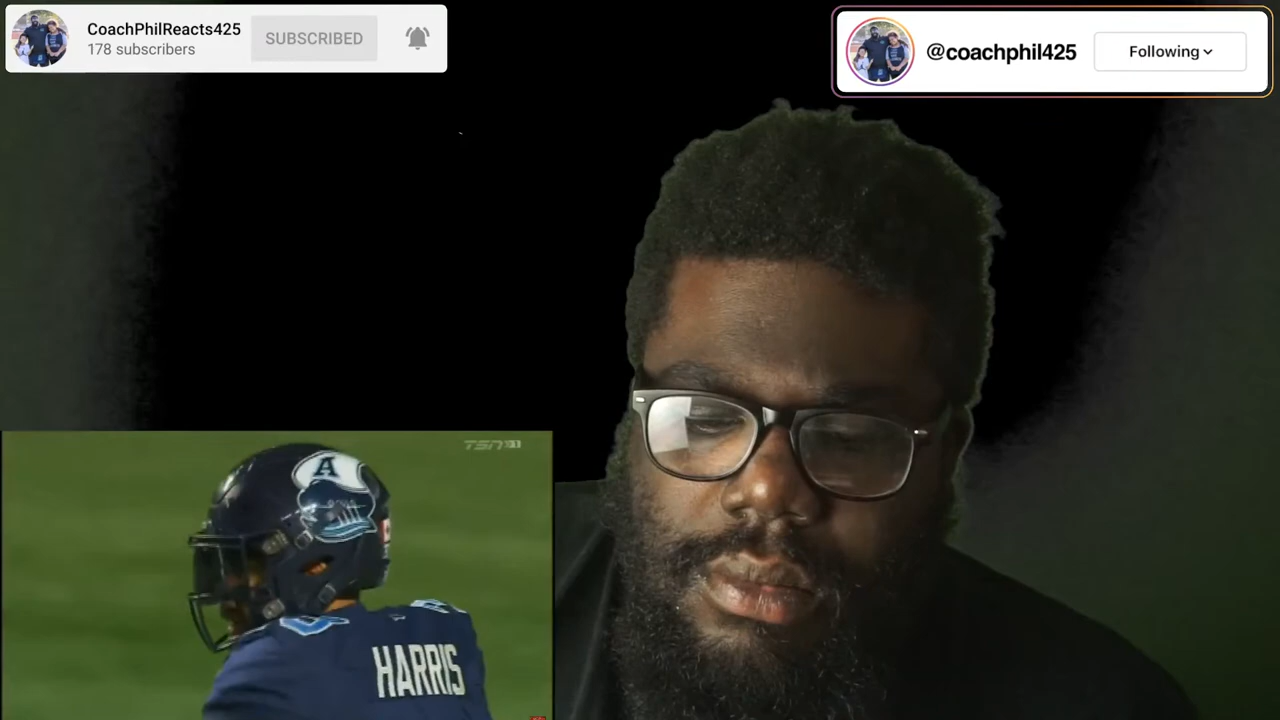 CoachPhilReacts425
178 subscribers
SUBSCRIBED
@coachphil425
Following
TSN
A
HARRIS